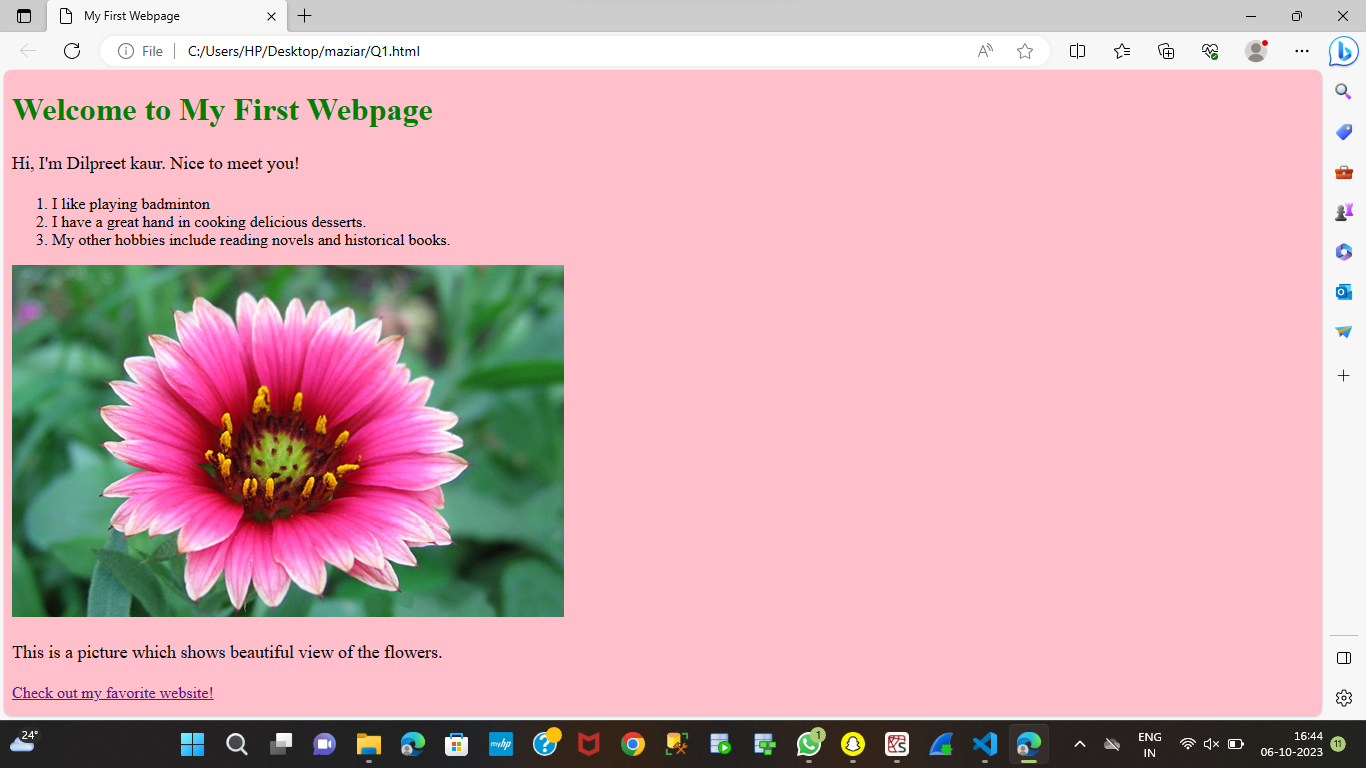 My First Webpage
File
C:/Users/HP/Desktop/maziar/Q1.html
Welcome to My First Webpage
Hi, I'm Dilpreet kaur. Nice to meet you!
1. I like playing badminton
2. I have a great hand in cooking delicious desserts.
3. My other hobbies include reading novels and historical books.
This is a picture which shows beautiful view of the flowers.
Check out my favorite website!
24°
myhp
1
ENG
IN
16:44
06-10-2023
11